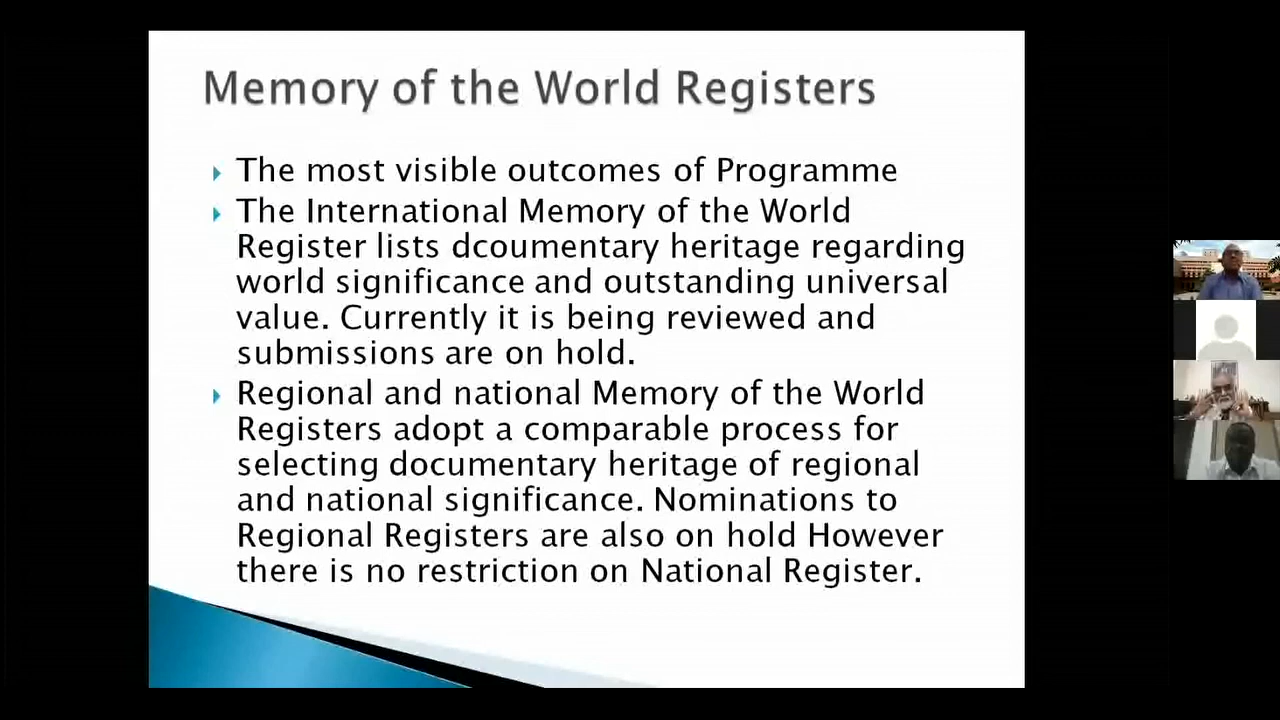 Memory of the World Registers
The most visible outcomes of Programme
The International Memory of the World
Register lists dcoumentary heritage regarding
world significance and outstanding universal
value. Currently it is being reviewed and
submissions are on hold.
Regional and national Memory of the World
Registers adopt a comparable process for
selecting documentary heritage of regional
and national significance. Nominations to
Regional Registers are also on hold However
there is no restriction on National Register.